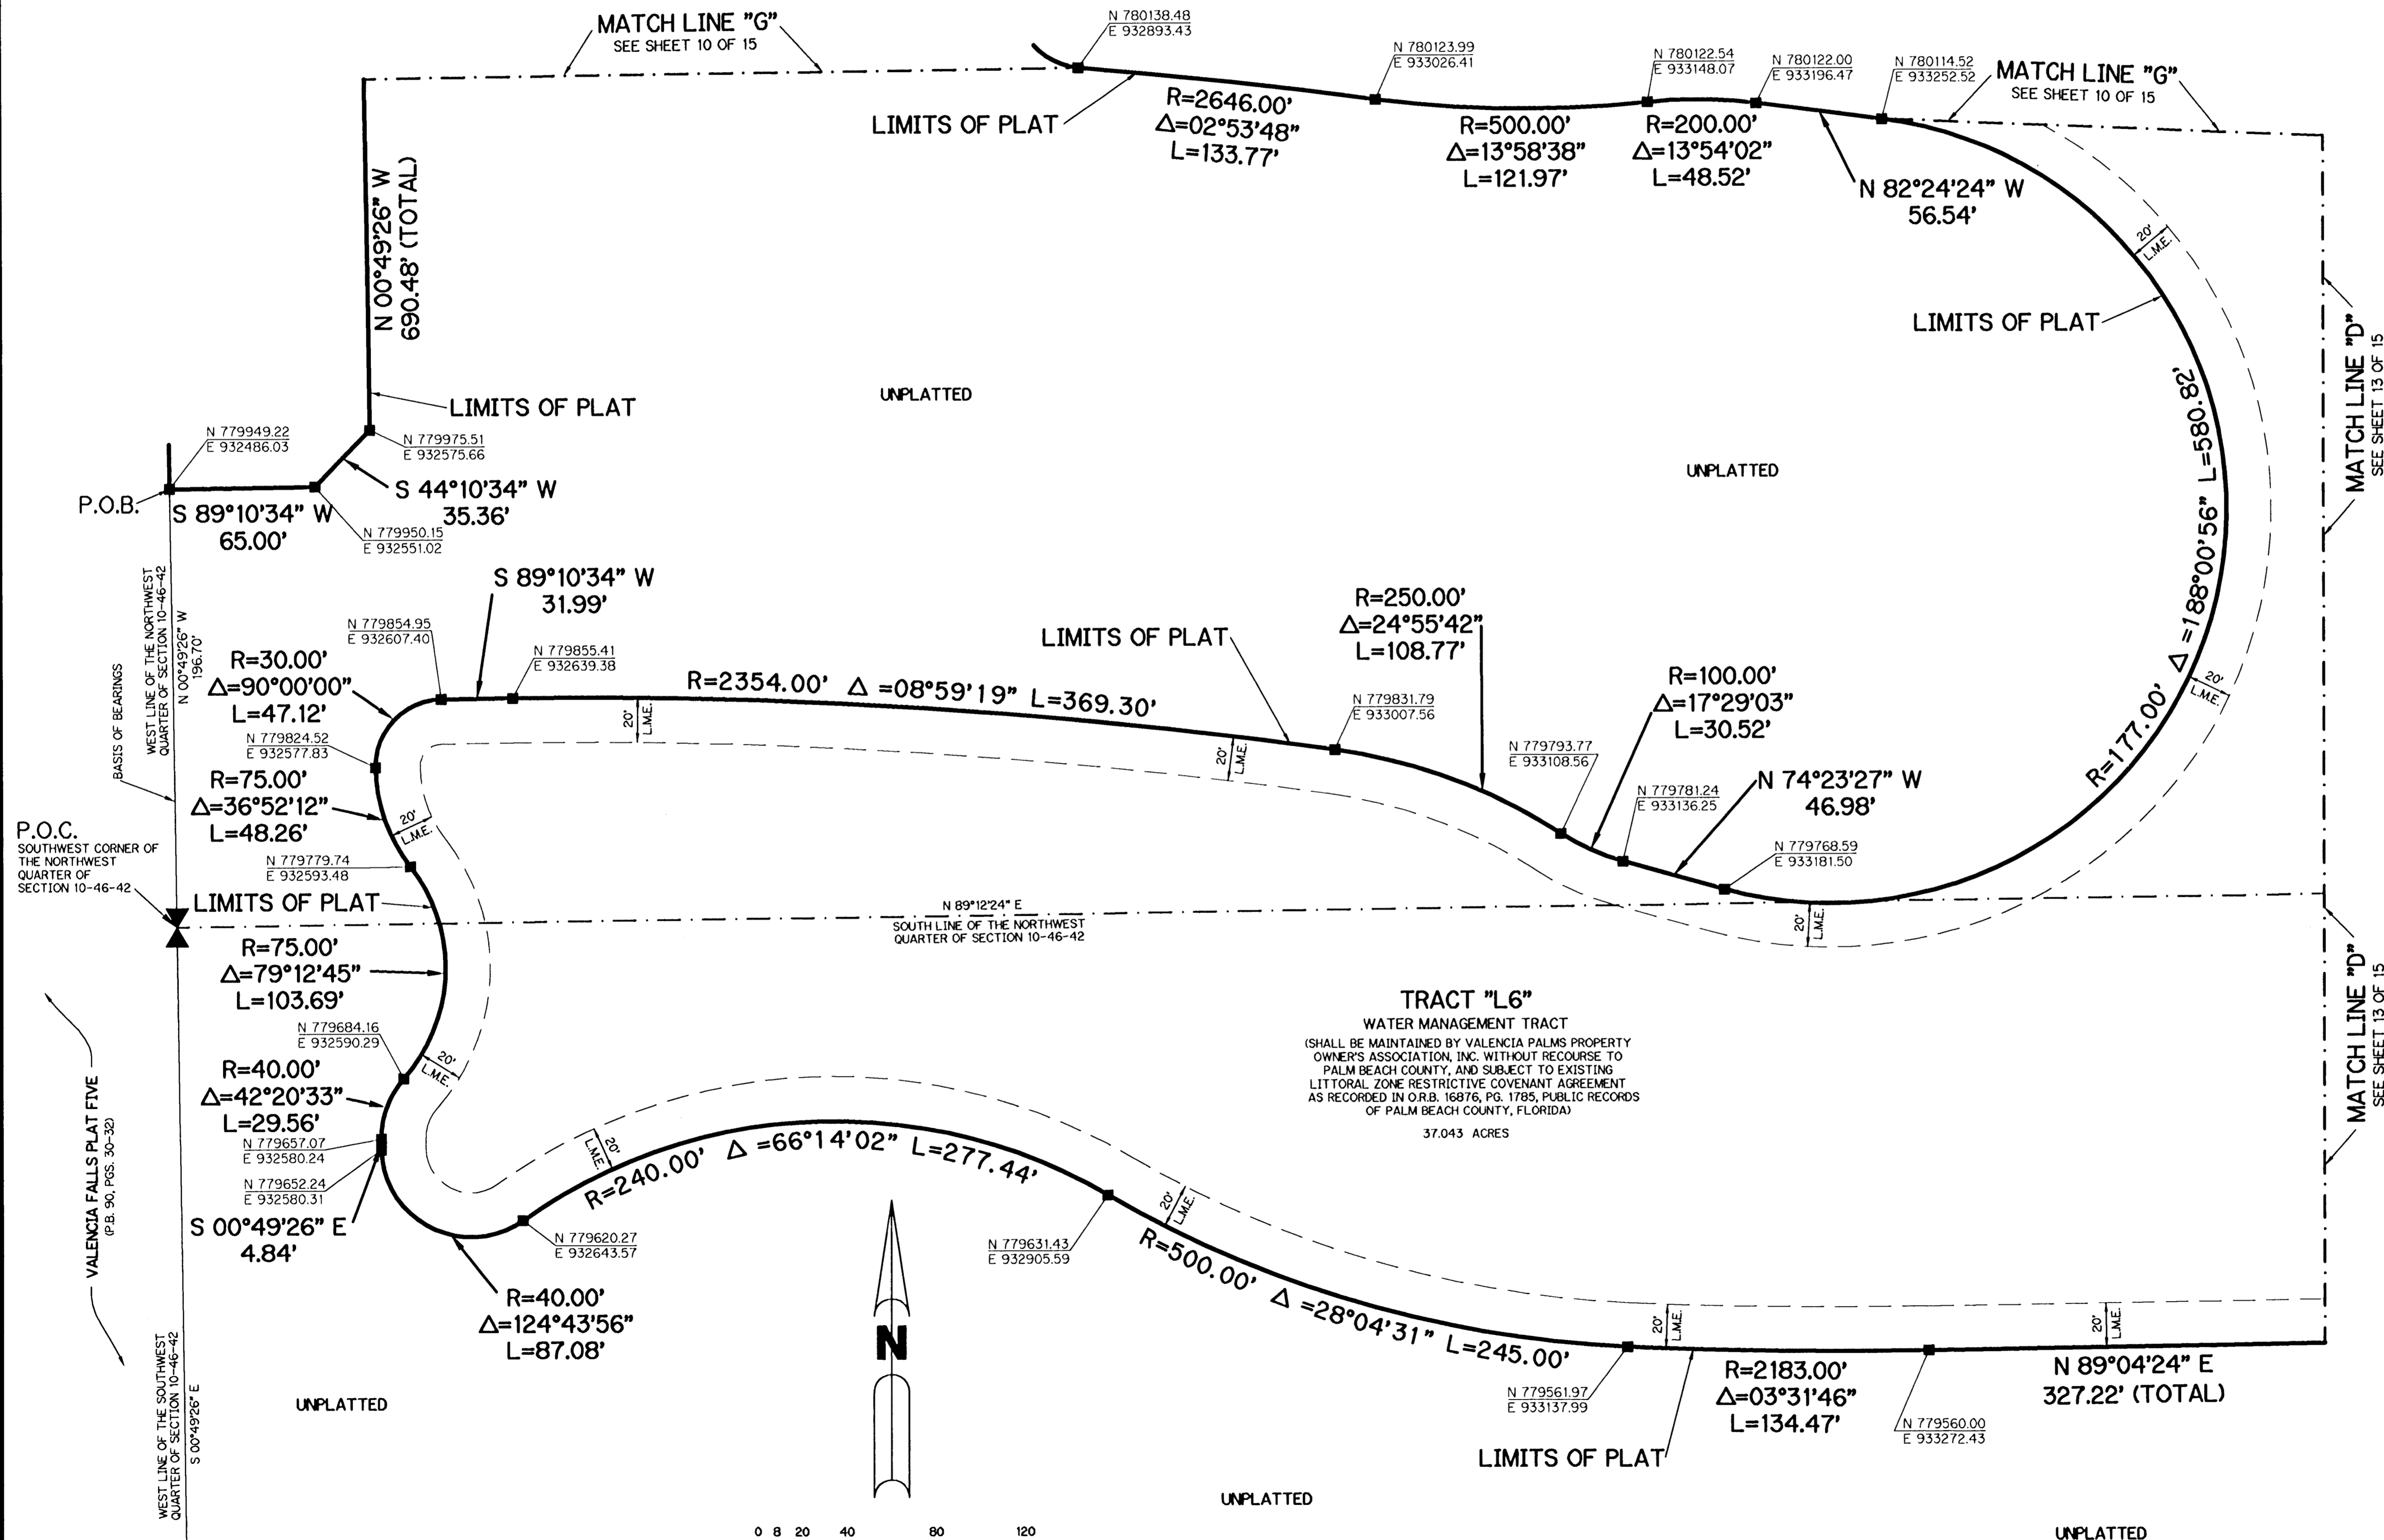 MATCH LINE "G"
SEE SHEET 10 OF 15
N 780138.48
E 932893.43
N 780123.99
E 933026.41
N 780122.54
E 933148.07
N 780122.00
E 933196.47
N 780114.52
E 933252.52
MATCH LINE "G"
SEE SHEET 10 OF 15
LIMITS OF PLAT
R=2646.00'
Δ=02°53'48"
L=133.77'
R=500.00'
Δ=13°58'38"
L=121.97'
R=200.00'
Δ=13°54'02"
L=48.52'
N 82°24'24" W
56.54'
N 00°49'26" W
690.48' (TOTAL)
20'
L.M.E.
LIMITS OF PLAT
MATCH LINE "D"
SEE SHEET 13 OF 15
LIMITS OF PLAT
UNPLATTED
UNPLATTED
N 779949.22
E 932486.03
N 779975.51
E 932575.66
P.O.B.
S 89°10'34" W
65.00'
S 44°10'34" W
35.36'
N 779950.15
E 932551.02
R=177.00' Δ=188°00'56" L=580.82'
20'
L.M.E.
WEST LINE OF THE NORTHWEST
QUARTER OF SECTION 10-46-42
N 00°49'26" W
196.70'
BASIS OF BEARINGS
S 89°10'34" W
31.99'
N 779854.95
E 932607.40
N 779855.41
E 932639.38
R=30.00'
Δ=90°00'00"
L=47.12'
R=2354.00' Δ=08°59'19" L=369.30'
20'
L.M.E.
20'
L.M.E.
LIMITS OF PLAT
R=250.00'
Δ=24°55'42"
L=108.77'
N 779831.79
E 933007.56
R=100.00'
Δ=17°29'03"
L=30.52'
N 779793.77
E 933108.56
N 779781.24
E 933136.25
N 74°23'27" W
46.98'
N 779768.59
E 933181.50
20'
L.M.E.
N 779824.52
E 932577.83
R=75.00'
Δ=36°52'12"
L=48.26'
20'
L.M.E.
P.O.C.
SOUTHWEST CORNER OF
THE NORTHWEST
QUARTER OF
SECTION 10-46-42
N 779779.74
E 932593.48
LIMITS OF PLAT
N 89°12'24" E
SOUTH LINE OF THE NORTHWEST
QUARTER OF SECTION 10-46-42
R=75.00'
Δ=79°12'45"
L=103.69'
TRACT "L6"
WATER MANAGEMENT TRACT
(SHALL BE MAINTAINED BY VALENCIA PALMS PROPERTY
OWNER'S ASSOCIATION, INC. WITHOUT RECOURSE TO
PALM BEACH COUNTY, AND SUBJECT TO EXISTING
LITTORAL ZONE RESTRICTIVE COVENANT AGREEMENT
AS RECORDED IN O.R.B. 16876, PG. 1785, PUBLIC RECORDS
OF PALM BEACH COUNTY, FLORIDA)
37.043 ACRES
MATCH LINE "D"
SEE SHEET 13 OF 15
N 779684.16
E 932590.29
20'
L.M.E.
R=40.00'
Δ=42°20'33"
L=29.56'
N 779657.07
E 932580.24
N 779652.24
E 932580.31
S 00°49'26" E
4.84'
VALENCIA FALLS PLAT FIVE
(P.B. 90, PGS. 30-32)
20'
L.M.E.
R=240.00' Δ=66°14'02" L=277.44'
N 779620.27
E 932643.57
R=40.00'
Δ=124°43'56"
L=87.08'
N 779631.43
E 932905.59
20'
L.M.E.
R=500.00' Δ=28°04'31" L=245.00'
N
20'
L.M.E.
20'
L.M.E.
N 779561.97
E 933137.99
R=2183.00'
Δ=03°31'46"
L=134.47'
N 779560.00
E 933272.43
N 89°04'24" E
327.22' (TOTAL)
LIMITS OF PLAT
WEST LINE OF THE SOUTHWEST
QUARTER OF SECTION 10-46-42
S 00°49'26" E
UNPLATTED
UNPLATTED
UNPLATTED
0 8 20 40 80 120